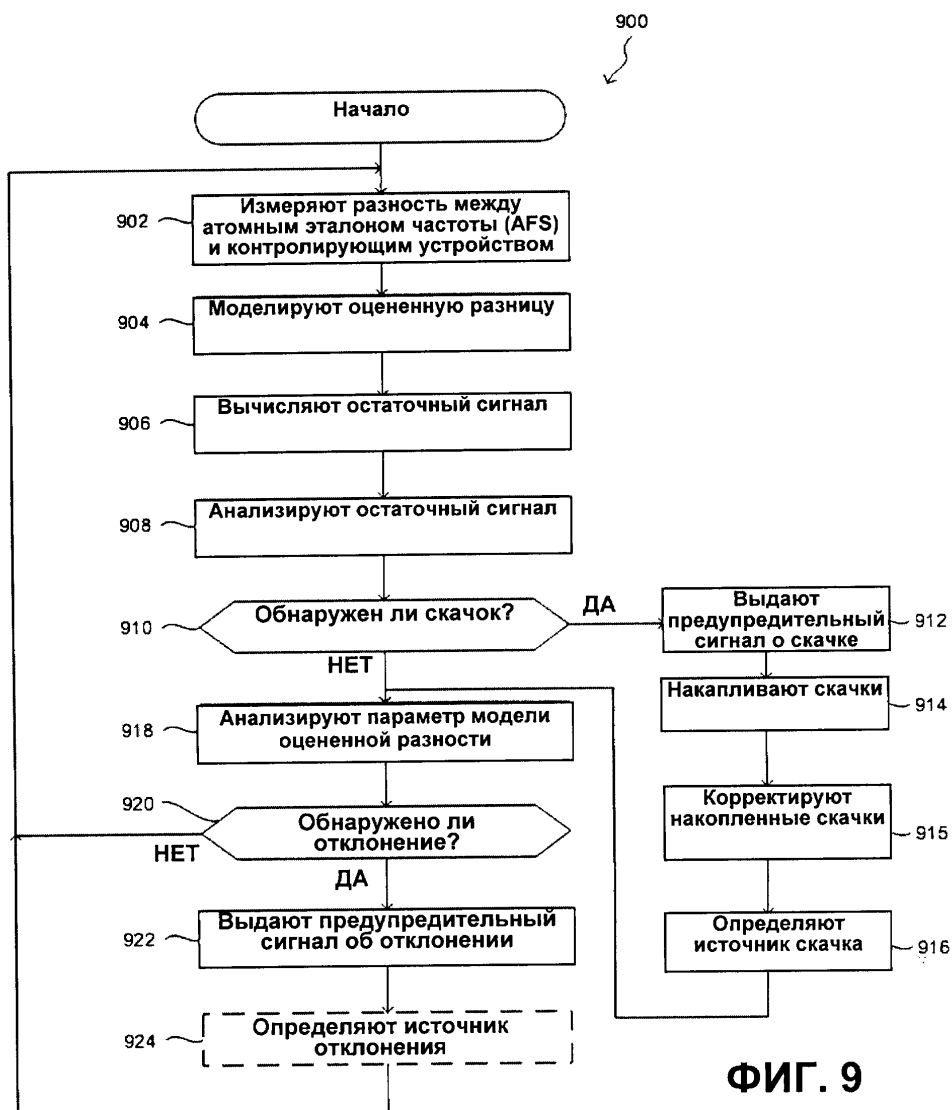 900
Начало
902
Измеряют разность между
атомным эталоном частоты (AFS)
и контролирующим устройством
904
Моделируют оцененную разницу
906
Вычисляют остаточный сигнал
908
Анализируют остаточный сигнал
910
Обнаружен ли скачок?
ДА
НЕТ
Выдают
предупредительный
сигнал о скачке
912
Накапливают скачки
914
Корректируют
накопленные скачки
915
Определяют
источник скачка
916
918
Анализируют параметр модели
оцененной разности
920
Обнаружено ли
отклонение?
НЕТ
ДА
922
Выдают предупредительный
сигнал об отклонении
924
Определяют источник
отклонения
ФИГ. 9